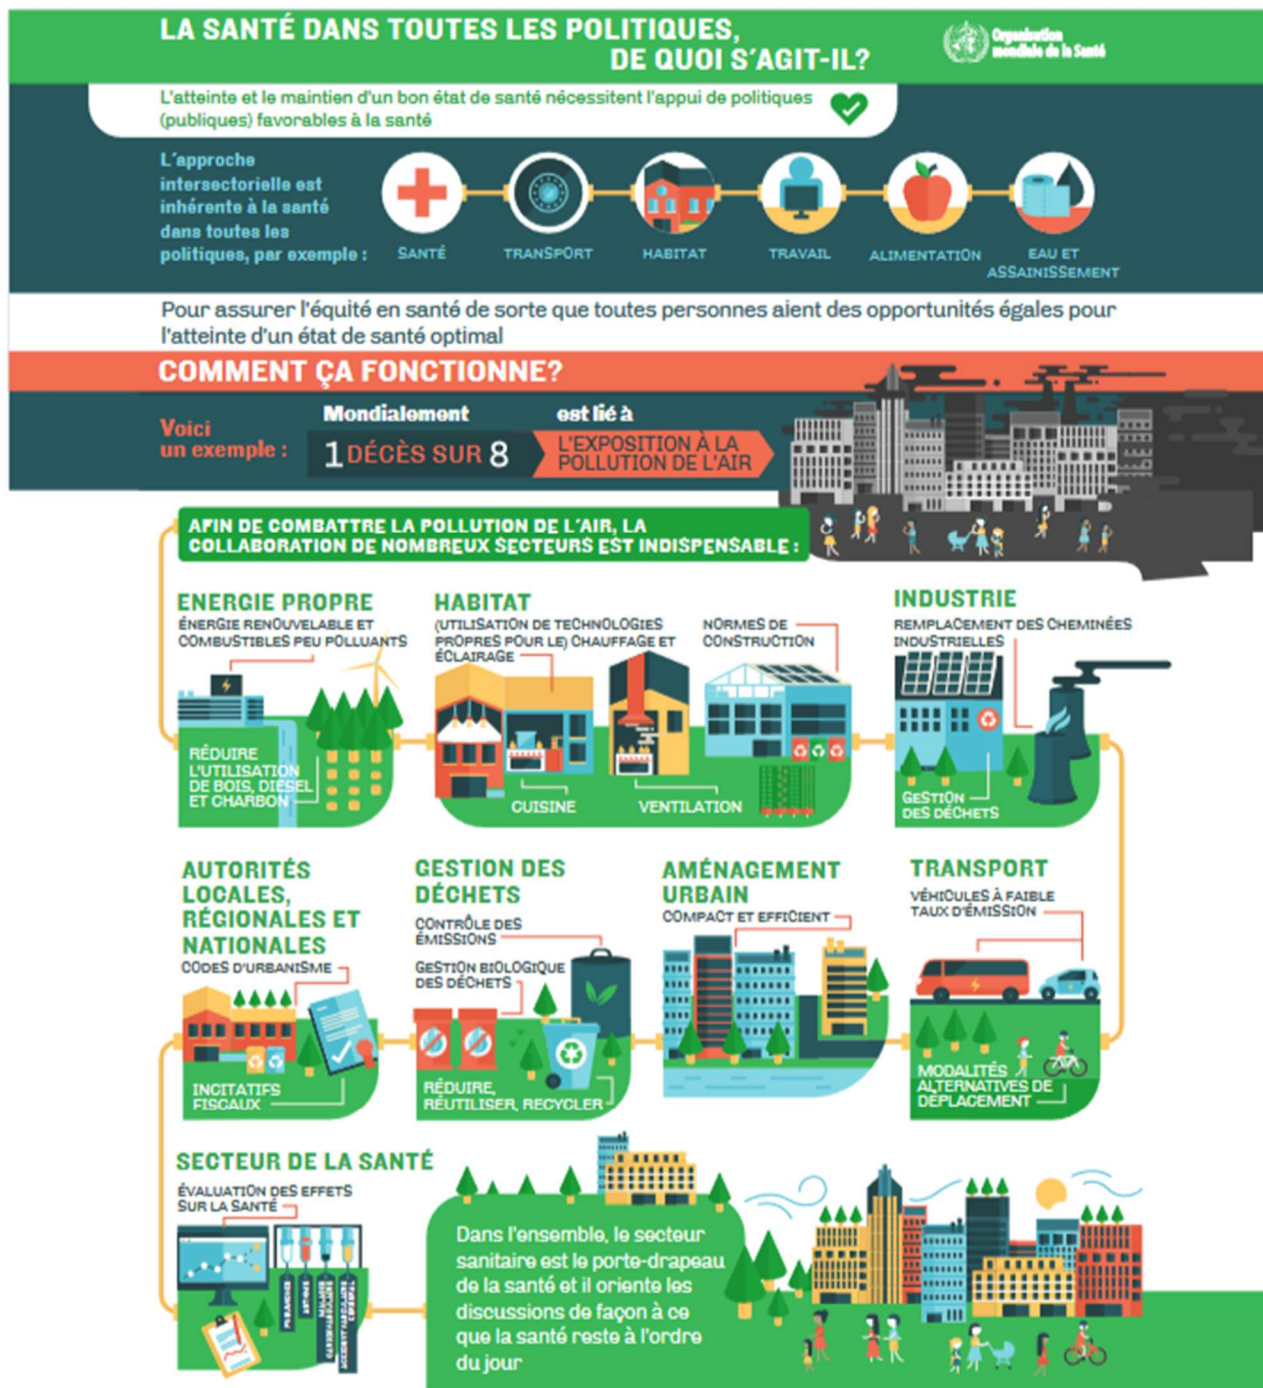 LA SANTÉ DANS TOUTES LES POLITIQUES,
DE QUOI S'AGIT-IL?
Organisation
mondiale de la Santé
L'atteinte et le maintien d'un bon état de santé nécessitent l'appui de politiques
(publiques) favorables à la santé
L'approche
intersectorielle est
inhérente à la santé
dans toutes les
politiques, par exemple :
SANTÉ
TRANSPORT
HABITAT
TRAVAIL
ALIMENTATION
EAU ET
ASSAINISSEMENT
Pour assurer l'équité en santé de sorte que toutes personnes aient des opportunités égales pour
l'atteinte d'un état de santé optimal
COMMENT ÇA FONCTIONNE?
Voici
un exemple :
Mondialement
1 DÉCÈS SUR 8
est lié à
L'EXPOSITION À LA
POLLUTION DE L'AIR
AFIN DE COMBATTRE LA POLLUTION DE L'AIR, LA
COLLABORATION DE NOMBREUX SECTEURS EST INDISPENSABLE :
ENERGIE PROPRE
ÉNERGIE RENOUVELABLE ET
COMBUSTIBLES PEU POLLUANTS
RÉDUIRE
L'UTILISATION
DE BOIS, DIESEL
ET CHARBON
HABITAT
(UTILISATION DE TECHNOLOGIES
PROPRES POUR LE) CHAUFFAGE ET
ÉCLAIRAGE
NORMES DE
CONSTRUCTION
CUISINE
VENTILATION
INDUSTRIE
REMPLACEMENT DES CHEMINÉES
INDUSTRIELLES
GESTION
DES DÉCHETS
AUTORITÉS
LOCALES,
RÉGIONALES ET
NATIONALES
CODES D'URBANISME
INCITATIFS
FISCAUX
GESTION DES
DÉCHETS
CONTRÔLE DES
ÉMISSIONS
GESTION BIOLOGIQUE
DES DÉCHETS
RÉDUIRE,
RÉUTILISER, RECYCLER
AMÉNAGEMENT
URBAIN
COMPACT ET EFFICIENT
TRANSPORT
VÉHICULES À FAIBLE
TAUX D'ÉMISSION
MODALITÉS
ALTERNATIVES DE
DÉPLACEMENT
SECTEUR DE LA SANTÉ
ÉVALUATION DES EFFETS
SUR LA SANTÉ
Dans l'ensemble, le secteur
sanitaire est le porte-drapeau
de la santé et il oriente les
discussions de façon à ce
que la santé reste à l'ordre
du jour